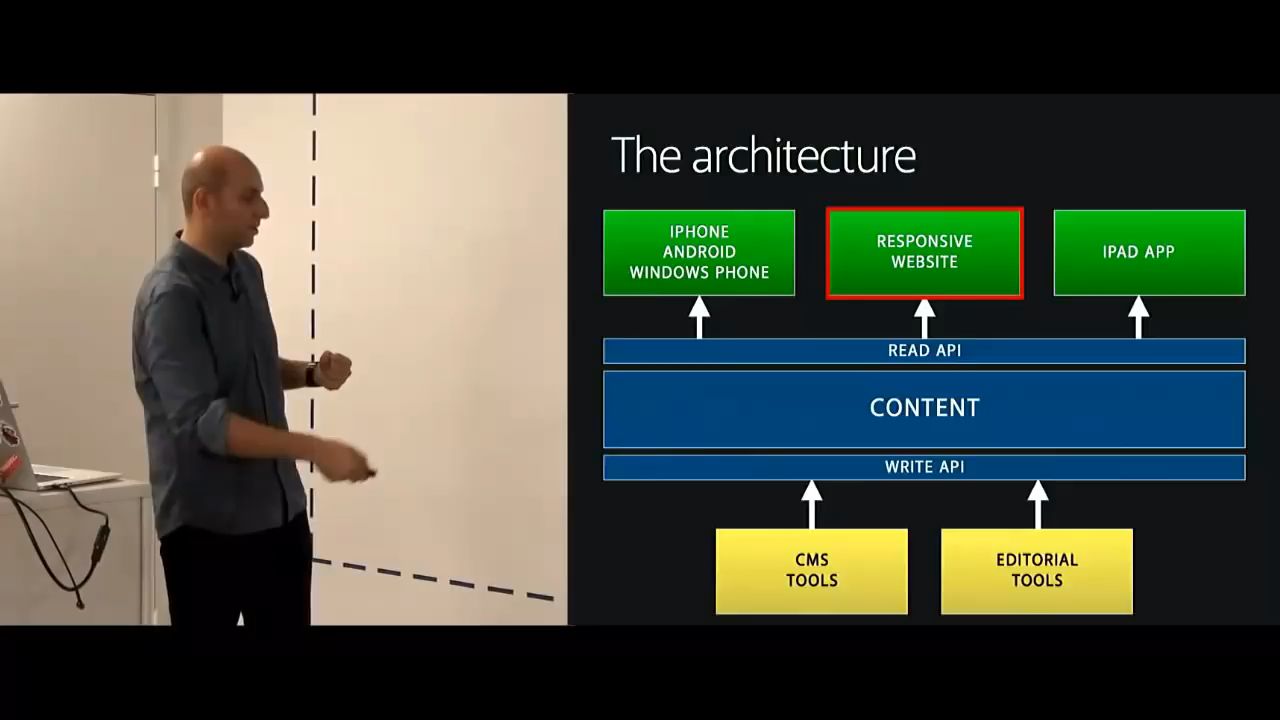 The architecture
IPHONE
ANDROID
WINDOWS PHONE
RESPONSIVE
WEBSITE
IPAD APP
READ API
CONTENT
WRITE API
CMS
TOOLS
EDITORIAL
TOOLS